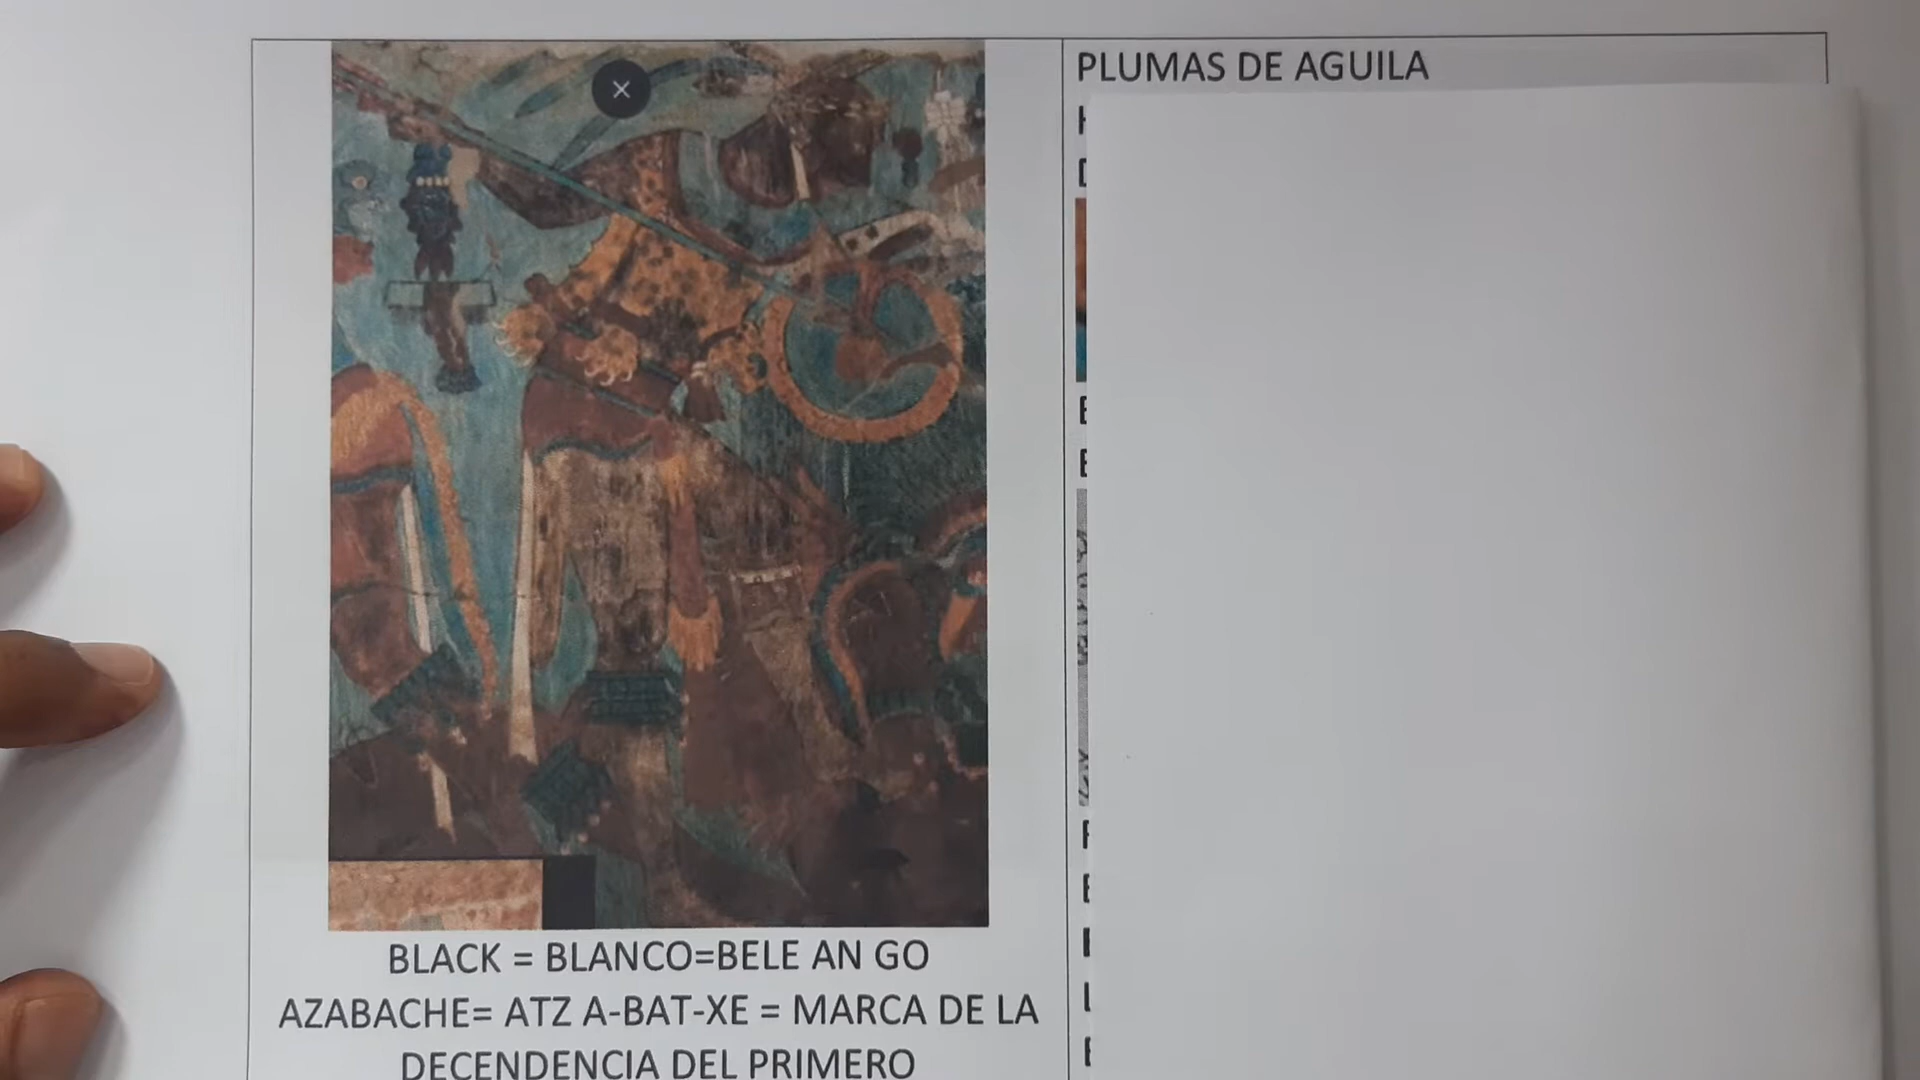 PLUMAS DE AGUILA
BLACK = BLANCO=BELE AN GO
AZABACHE= ATZ A-BAT-XE = MARCA DE LA
DECENDENCIA DEL PRIMERO